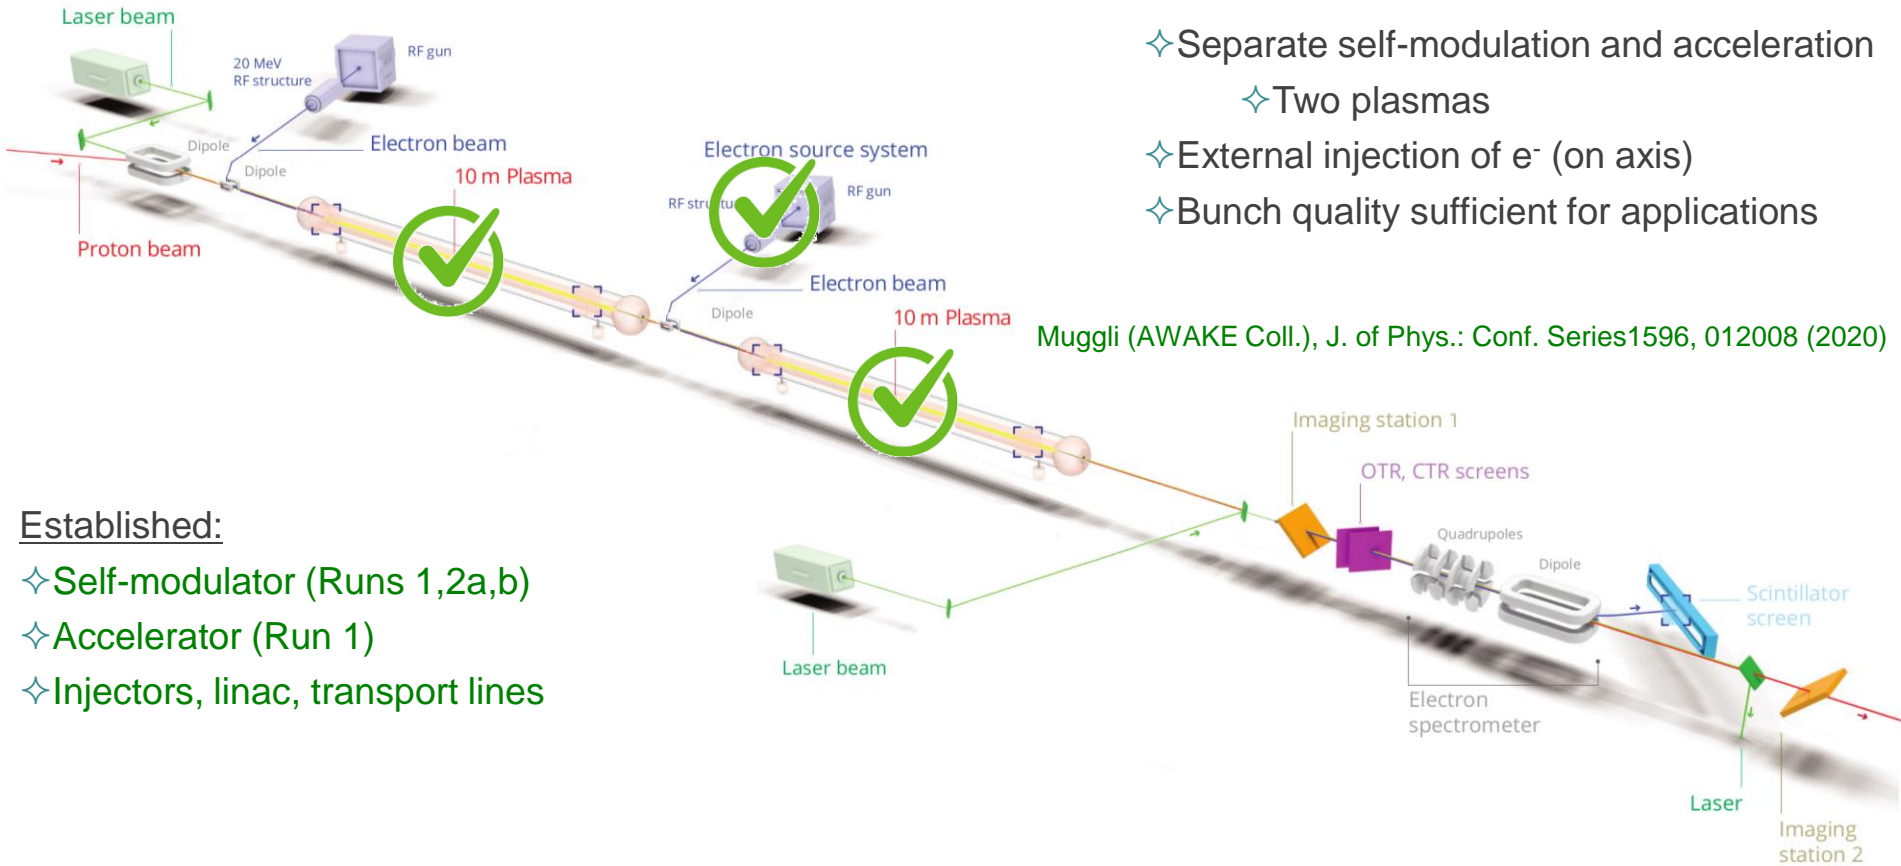 Laser beam
20 MeV
RF structure
RF gun
Dipole
Electron beam
Dipole
10 m Plasma
Proton beam
Electron source system
RF gun
Electron beam
Dipole
10 m Plasma
✧Separate self-modulation and acceleration
✧Two plasmas
✧External injection of e- (on axis)
✧Bunch quality sufficient for applications
Muggli (AWAKE Coll.), J. of Phys.: Conf. Series1596, 012008 (2020)
Imaging station 1
OTR, CTR screens
Quadrupoles
Dipole
Scintillator
screen
Established:
✧Self-modulator (Runs 1,2a,b)
✧Accelerator (Run 1)
✧Injectors, linac, transport lines
Laser beam
Electron
spectrometer
Laser
Imaging
station 2